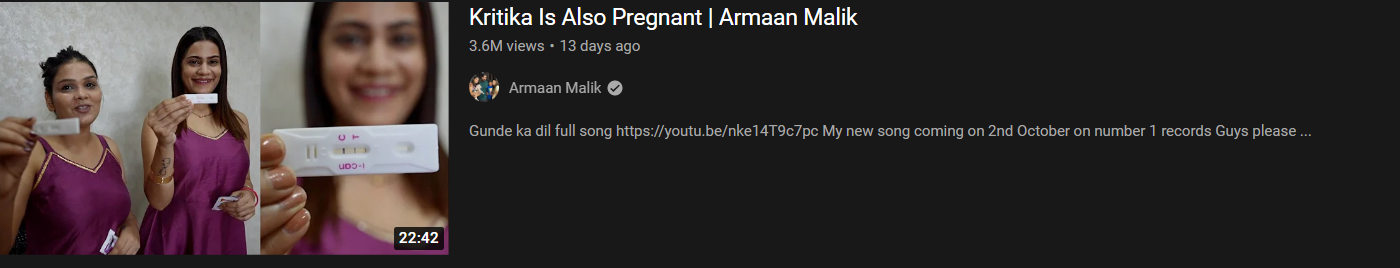 Kritika Is Also Pregnant | Armaan Malik
3.6M views • 13 days ago
Armaan Malik
Gunde ka dil full song https://youtu.be/nke14T9c7pc My new song coming on 2nd October on number 1 records Guys please ...
C T
i-can
22:42